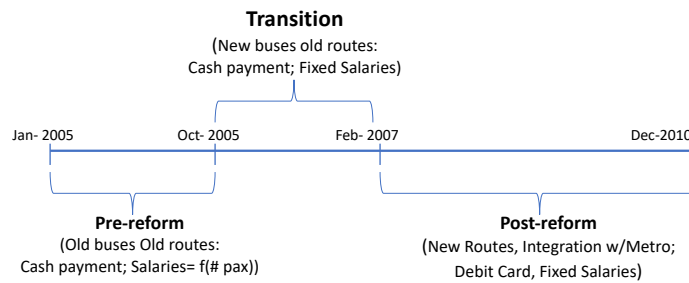 Transition
(New buses old routes:
Cash payment; Fixed Salaries)
Jan- 2005
Oct- 2005
Feb- 2007
Dec-2010
Pre-reform
(Old buses Old routes:
Cash payment; Salaries= f(# pax))
Post-reform
(New Routes, Integration w/Metro;
Debit Card, Fixed Salaries)